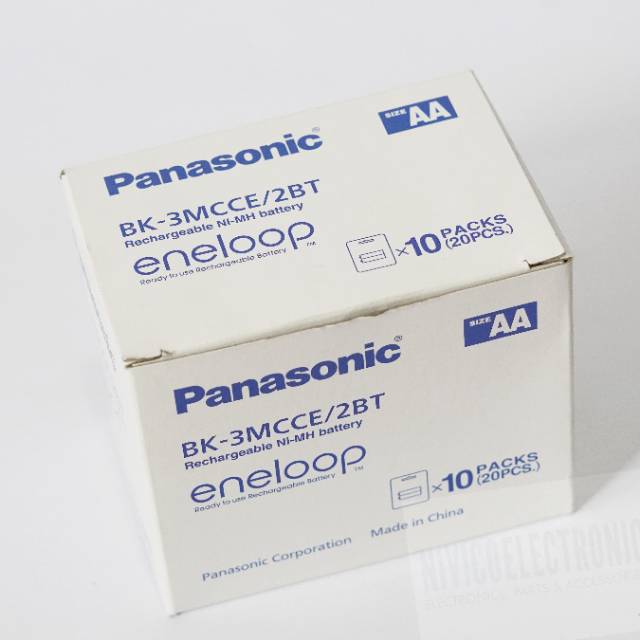 SIZE AA
Panasonic®
BK-3MCCE/2BT
Rechargeable Ni-MH battery
eneloop™
Ready to use Rechargeable Battery
×10 PACKS
(20PCS.)
SIZE AA
Panasonic®
BK-3MCCE/2BT
Rechargeable Ni-MH battery
eneloop™
Ready to use Rechargeable Battery
×10 PACKS
(20PCS.)
Panasonic Corporation Made in China